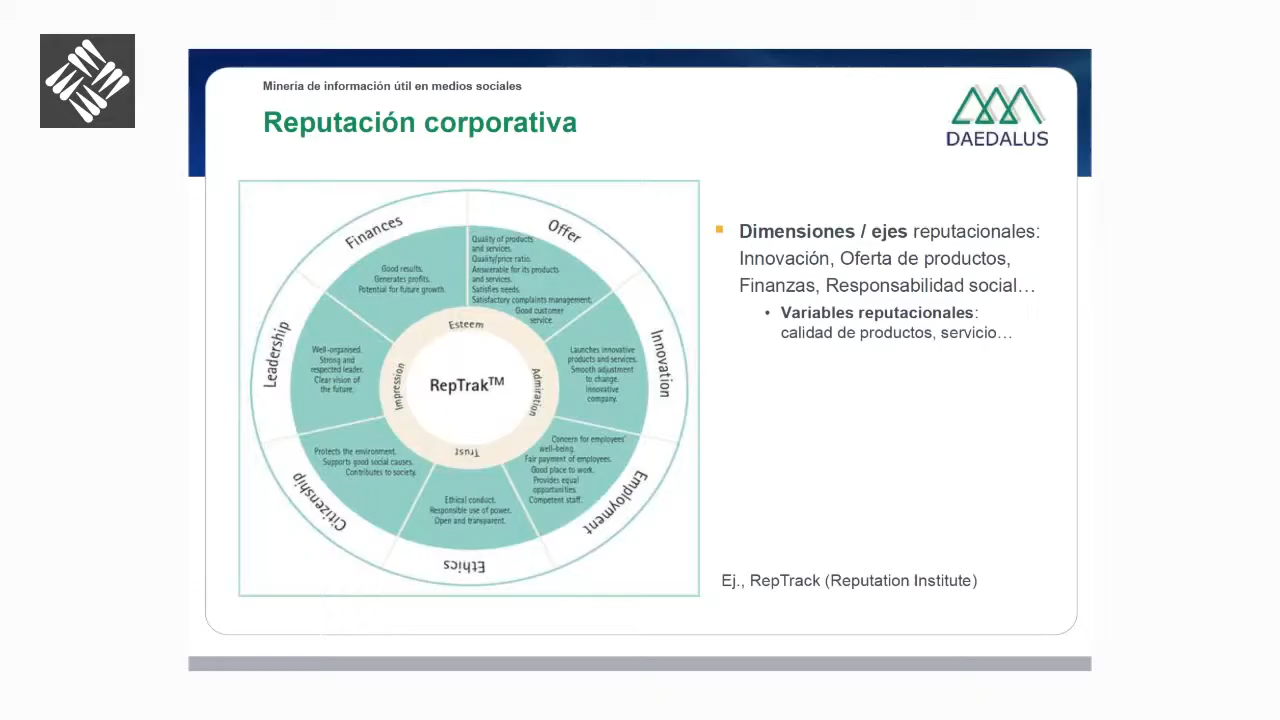 Minería de información útil en medios sociales
Reputación corporativa
DAEDALUS
Finances
Good results.
Generates profits.
Potential for future growth.
Offer
Quality of products
and services.
Quality/price ratio.
Answerable for its products
and services.
Satisfies needs.
Satisfactory complaints management.
Good customer
service.
Innovation
Launches innovative
products and services.
Smooth adjustment
to change.
Innovative
company.
Employment
Concern for employees'
well-being.
Fair payment of employees.
Good place to work.
Provides equal
opportunities.
Competent staff.
Ethics
Ethical conduct.
Responsible use of power.
Open and transparent.
Citizenship
Protects the environment.
Supports good social causes.
Contributes to society.
Leadership
Well-organised.
Strong and
respected leader.
Clear vision of
the future.
Esteem
Admiration
Trust
Impression
RepTrak™
Dimensiones / ejes reputacionales:
Innovación, Oferta de productos,
Finanzas, Responsabilidad social…
• Variables reputacionales:
calidad de productos, servicio…
Ej., RepTrack (Reputation Institute)